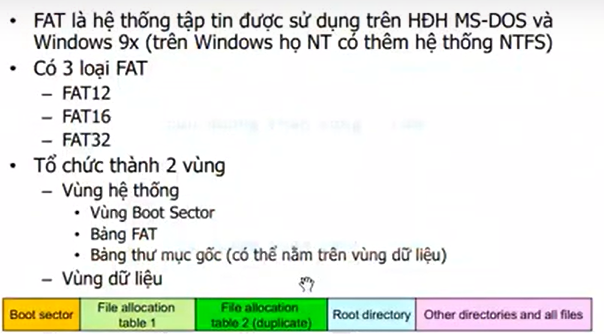 • FAT là hệ thống tập tin được sử dụng trên HĐH MS-DOS và
Windows 9x (trên Windows họ NT có thêm hệ thống NTFS)
• Có 3 loại FAT
– FAT12
– FAT16
– FAT32
• Tổ chức thành 2 vùng
– Vùng hệ thống
• Vùng Boot Sector
• Bảng FAT
• Bảng thư mục gốc (có thể nằm trên vùng dữ liệu)
– Vùng dữ liệu
Boot sector
File allocation
table 1
File allocation
table 2 (duplicate)
Root directory
Other directories and all files